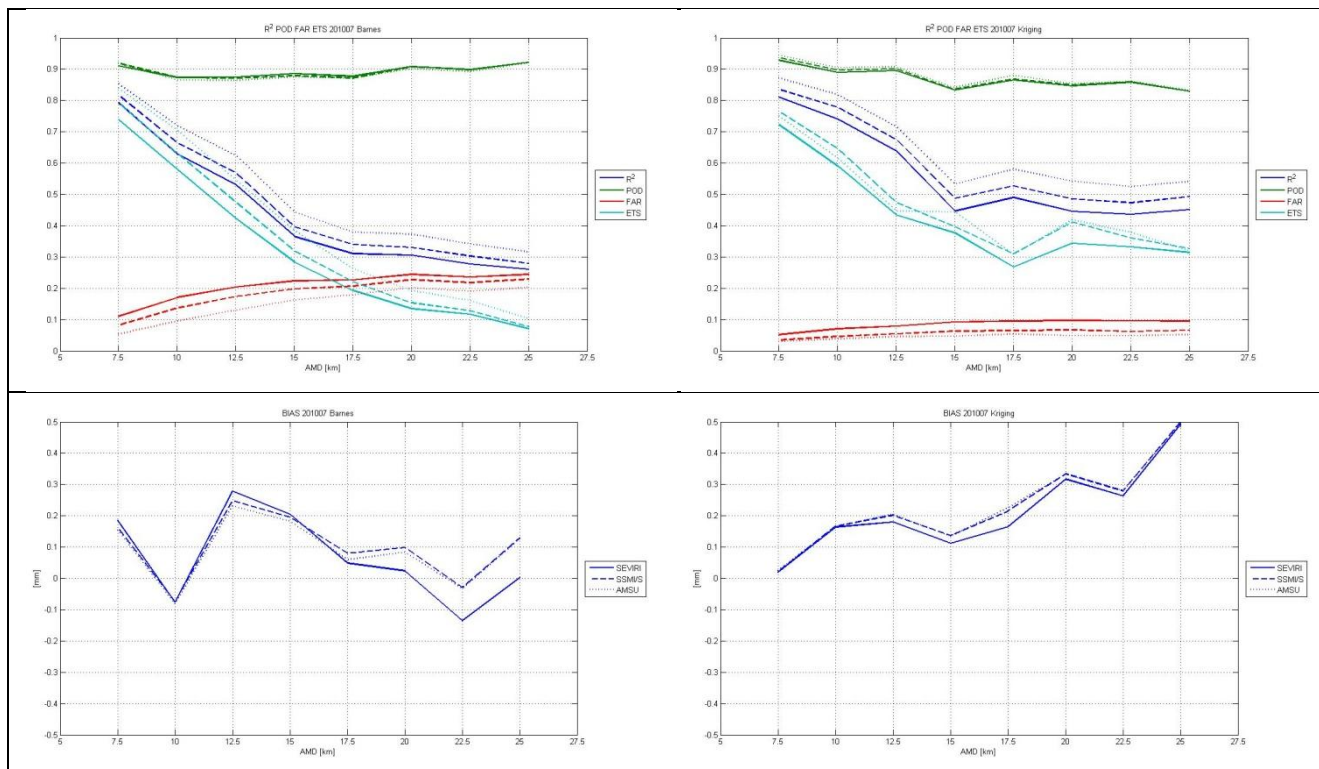 R² POD FAR ETS 201007 Barnes
1
0.9
0.8
0.7
0.6
0.5
0.4
0.3
0.2
0.1
0
5 7.5 10 12.5 15 17.5 20 22.5 25 27.5
AMD [km]
R²
POD
FAR
ETS
R² POD FAR ETS 201007 Kriging
1
0.9
0.8
0.7
0.6
0.5
0.4
0.3
0.2
0.1
0
5 7.5 10 12.5 15 17.5 20 22.5 25 27.5
AMD [km]
R²
POD
FAR
ETS
BIAS 201007 Barnes
[mm]
0.5
0.4
0.3
0.2
0.1
0
-0.1
-0.2
-0.3
-0.4
-0.5
5 7.5 10 12.5 15 17.5 20 22.5 25 27.5
AMD [km]
SEVIRI
SSMI/S
AMSU
BIAS 201007 Kriging
[mm]
0.5
0.4
0.3
0.2
0.1
0
-0.1
-0.2
-0.3
-0.4
-0.5
5 7.5 10 12.5 15 17.5 20 22.5 25 27.5
AMD [km]
SEVIRI
SSMI/S
AMSU